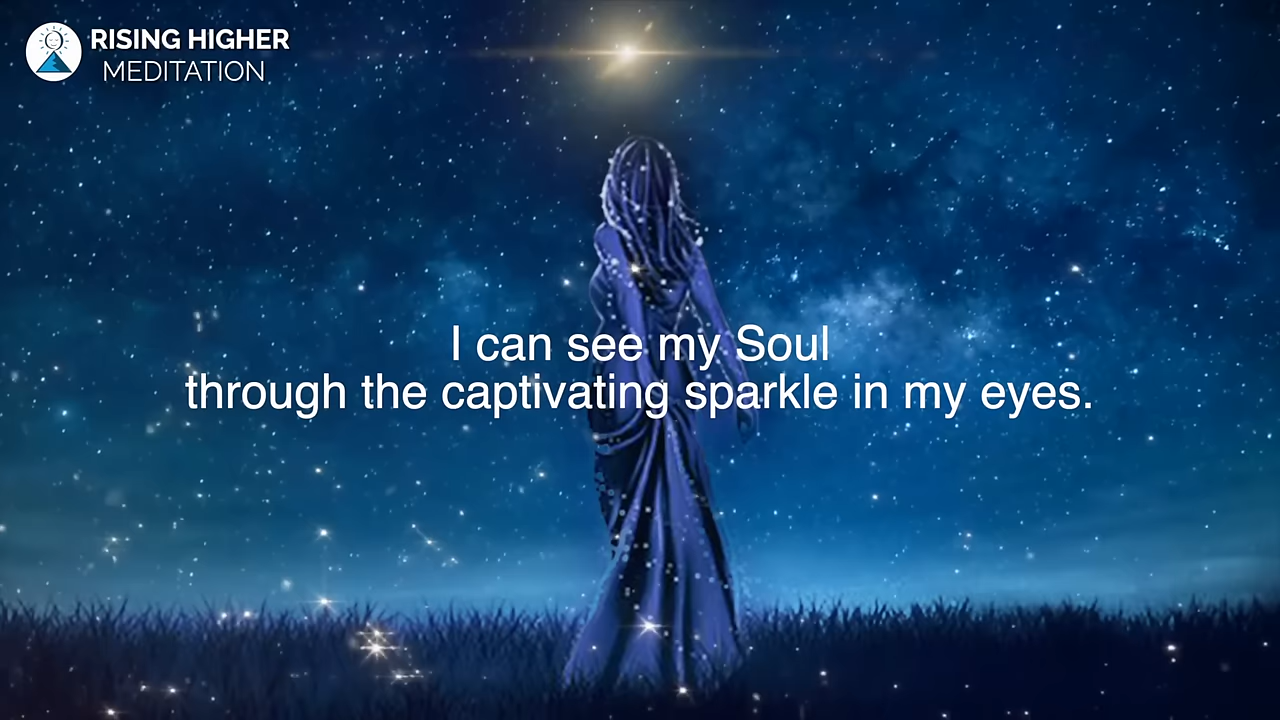 RISING HIGHER
MEDITATION
I can see my Soul
through the captivating sparkle in my eyes.